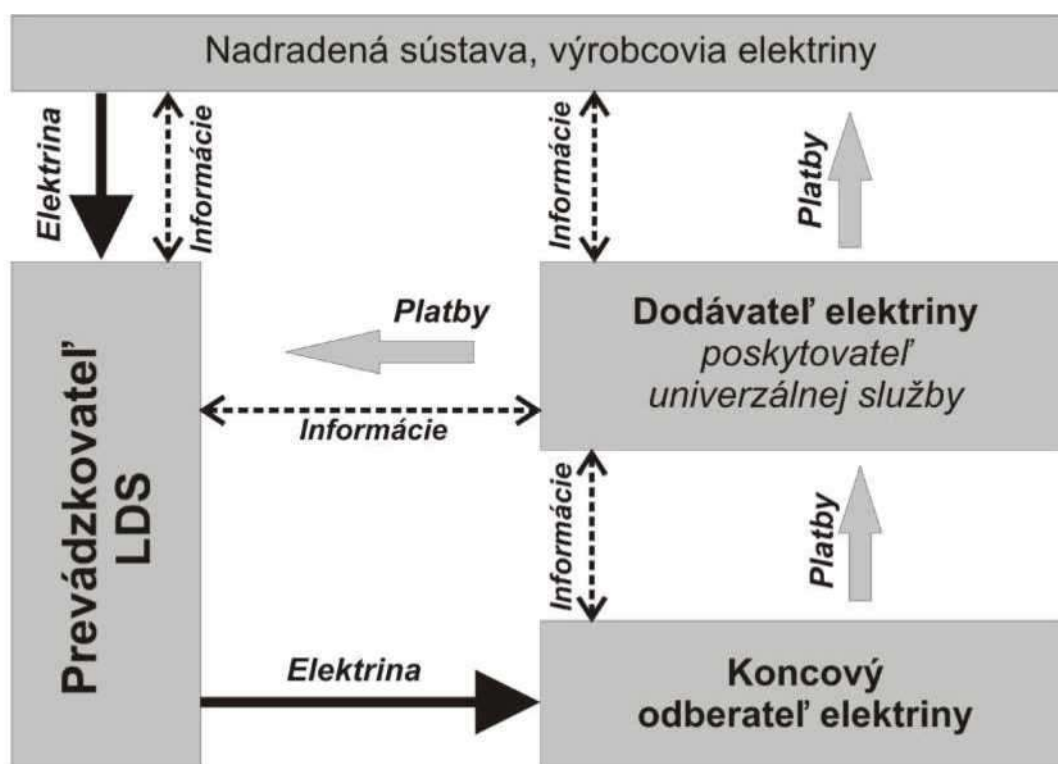 Nadradená sústava, výrobcovia elektriny
Elektrina
Informácie
Informácie
Platby
Prevádzkovateľ
LDS
Platby
Informácie
Dodávateľ elektriny
poskytovateľ
univerzálnej služby
Informácie
Platby
Elektrina
Koncový
odberateľ elektriny